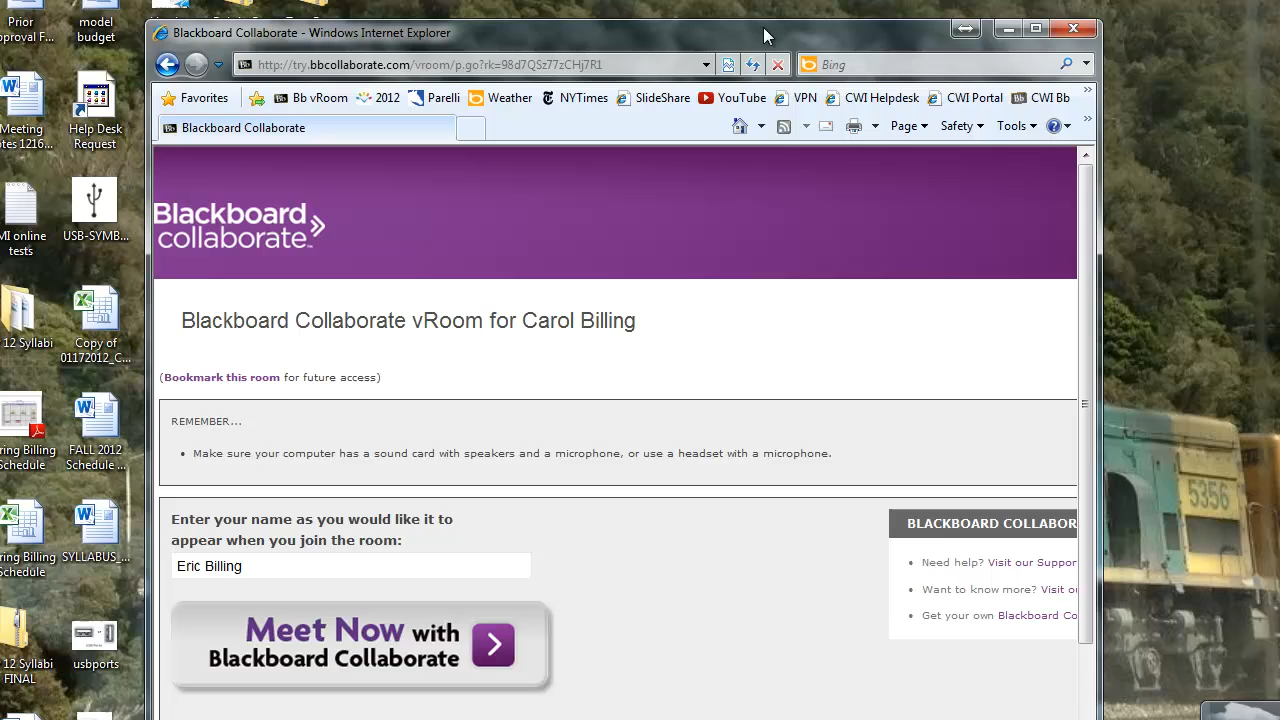 Prior
Approval F...
model
budget
Meeting
Notes 1216...
Help Desk
Request
MI online
tests
USB-SYMB...
12 Syllabi
Copy of
01172012_C...
Spring Billing
Schedule
FALL 2012
Schedule ...
Spring Billing
Schedule
SYLLABUS_...
12 Syllabi
FINAL
usbports
Blackboard Collaborate - Windows Internet Explorer
http://try.bbcollaborate.com/vroom/p.go?rk=98d7QSz77zCHj7R1
Bing
Favorites
Bb vRoom
2012
Pirtelli
Weather
NYTimes
SlideShare
YouTube
VPN
CWI Helpdesk
CWI Portal
CWI Bb
Blackboard Collaborate
Page
Safety
Tools
Blackboard
collaborate™
Blackboard Collaborate vRoom for Carol Billing
(Bookmark this room for future access)
REMEMBER...
• Make sure your computer has a sound card with speakers and a microphone, or use a headset with a microphone.
Enter your name as you would like it to
appear when you join the room:
Eric Billing
Meet Now with
Blackboard Collaborate
BLACKBOARD COLLABOR
• Need help? Visit our Suppor
• Want to know more? Visit ou
• Get your own Blackboard Co
5356